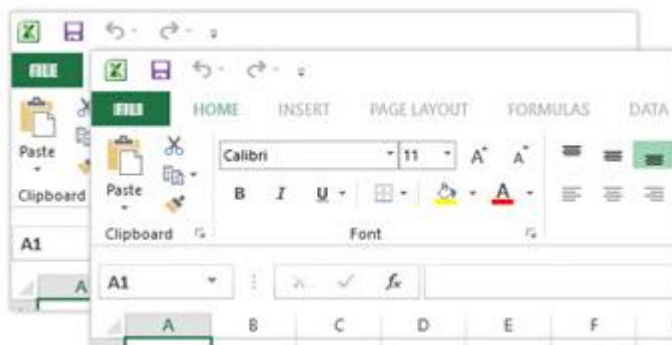 FILE
FILE HOME INSERT PAGE LAYOUT FORMULAS DATA
Paste
Clipboard
A1
A
Calibri 11 A A
Paste B I U A
Clipboard Font
A1 fx
A B C D E F